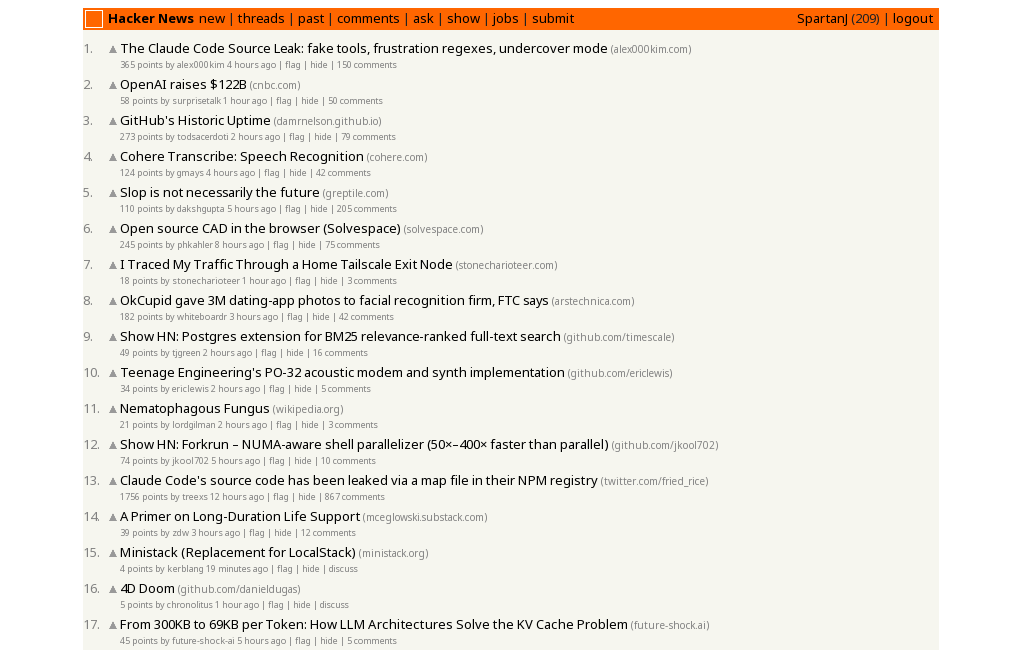 Hacker News new | threads | past | comments | ask | show | jobs | submit SpartanJ (209) | logout
1. ▲ The Claude Code Source Leak: fake tools, frustration regexes, undercover mode (alex000kim.com)
365 points by alex000kim 4 hours ago | flag | hide | 150 comments
2. ▲ OpenAI raises $122B (cnbc.com)
58 points by surprisetalk 1 hour ago | flag | hide | 50 comments
3. ▲ GitHub's Historic Uptime (damrnelson.github.io)
273 points by todsacerdoti 2 hours ago | flag | hide | 79 comments
4. ▲ Cohere Transcribe: Speech Recognition (cohere.com)
124 points by gmays 4 hours ago | flag | hide | 42 comments
5. ▲ Slop is not necessarily the future (greptile.com)
110 points by dakshgupta 5 hours ago | flag | hide | 205 comments
6. ▲ Open source CAD in the browser (Solvespace) (solvespace.com)
245 points by phkahler 8 hours ago | flag | hide | 75 comments
7. ▲ I Traced My Traffic Through a Home Tailscale Exit Node (stonecharioteer.com)
18 points by stonecharioteer 1 hour ago | flag | hide | 3 comments
8. ▲ OkCupid gave 3M dating-app photos to facial recognition firm, FTC says (arstechnica.com)
182 points by whiteboardr 3 hours ago | flag | hide | 42 comments
9. ▲ Show HN: Postgres extension for BM25 relevance-ranked full-text search (github.com/timescale)
49 points by tjgreen 2 hours ago | flag | hide | 16 comments
10. ▲ Teenage Engineering's PO-32 acoustic modem and synth implementation (github.com/ericlewis)
34 points by ericlewis 2 hours ago | flag | hide | 5 comments
11. ▲ Nematophagous Fungus (wikipedia.org)
21 points by lordgilman 2 hours ago | flag | hide | 3 comments
12. ▲ Show HN: Forkrun – NUMA-aware shell parallelizer (50×–400× faster than parallel) (github.com/jkool702)
74 points by jkool702 5 hours ago | flag | hide | 10 comments
13. ▲ Claude Code's source code has been leaked via a map file in their NPM registry (twitter.com/fried_rice)
1756 points by treexs 12 hours ago | flag | hide | 867 comments
14. ▲ A Primer on Long-Duration Life Support (mceglowski.substack.com)
39 points by zdw 3 hours ago | flag | hide | 12 comments
15. ▲ Ministack (Replacement for LocalStack) (ministack.org)
4 points by kerblang 19 minutes ago | flag | hide | discuss
16. ▲ 4D Doom (github.com/danieldugas)
5 points by chronolitus 1 hour ago | flag | hide | discuss
17. ▲ From 300KB to 69KB per Token: How LLM Architectures Solve the KV Cache Problem (future-shock.ai)
45 points by future-shock-ai 5 hours ago | flag | hide | 5 comments